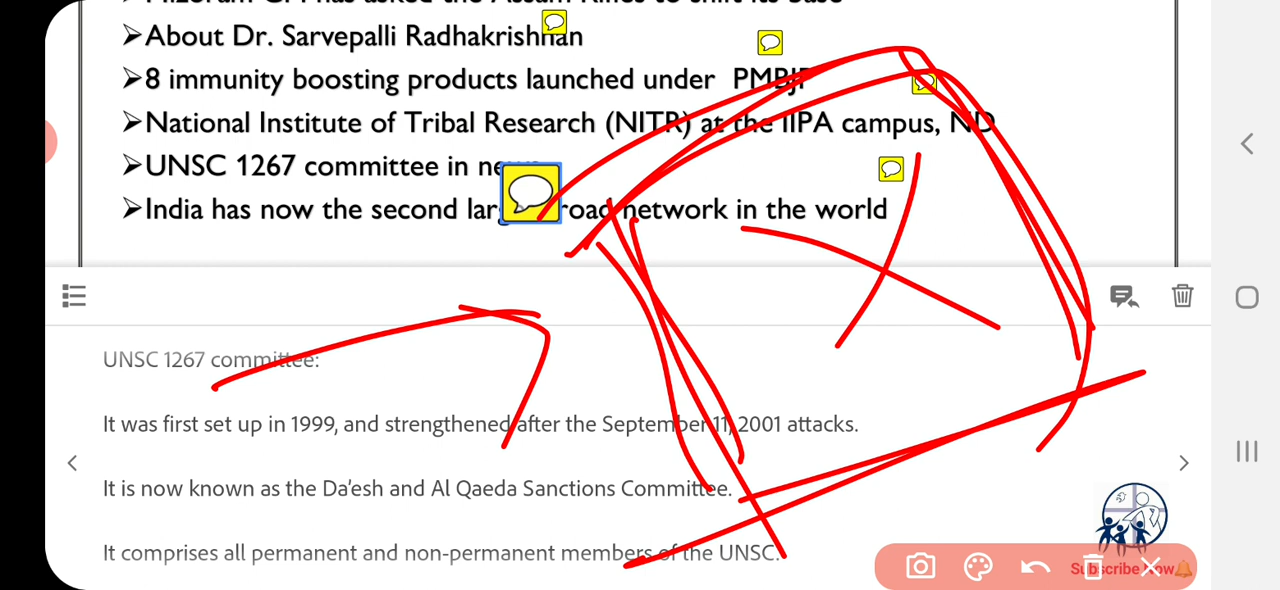 ➢About Dr. Sarvepalli Radhakrishnan
➢8 immunity boosting products launched under PMBJP
➢National Institute of Tribal Research (NITR) at the IIPA campus, ND
➢UNSC 1267 committee in news
➢India has now the second largest road network in the world
UNSC 1267 committee:
It was first set up in 1999, and strengthened after the September 11, 2001 attacks.
It is now known as the Da’esh and Al Qaeda Sanctions Committee.
It comprises all permanent and non-permanent members of the UNSC.
Subscribe Now